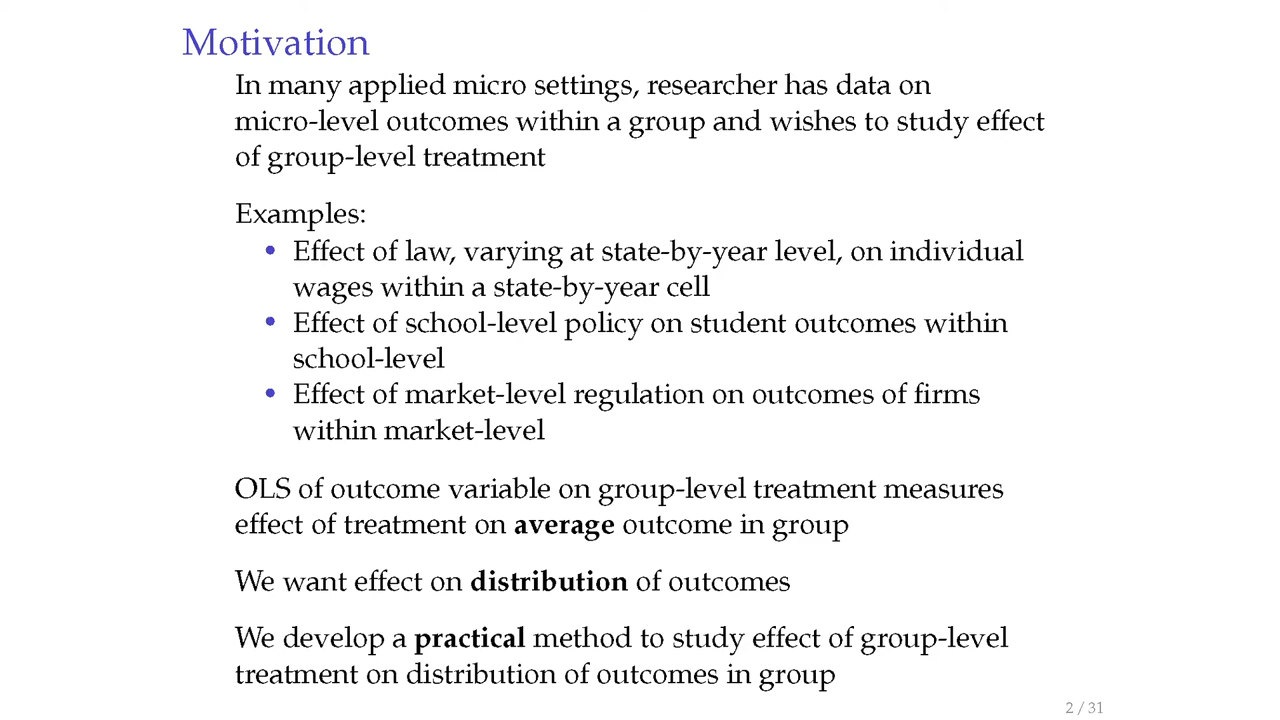 Motivation
In many applied micro settings, researcher has data on
micro-level outcomes within a group and wishes to study effect
of group-level treatment
Examples:
• Effect of law, varying at state-by-year level, on individual
wages within a state-by-year cell
• Effect of school-level policy on student outcomes within
school-level
• Effect of market-level regulation on outcomes of firms
within market-level
OLS of outcome variable on group-level treatment measures
effect of treatment on average outcome in group
We want effect on distribution of outcomes
We develop a practical method to study effect of group-level
treatment on distribution of outcomes in group
2 / 31